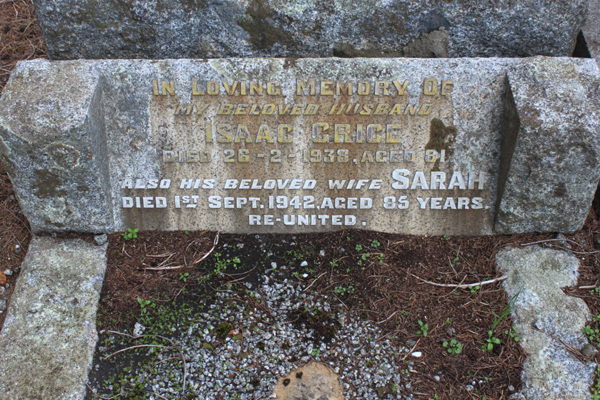 IN LOVING MEMORY OF
MY BELOVED HUSBAND
ISAAC GRICE
DIED 26-2-1938, AGED 81.
ALSO HIS BELOVED WIFE SARAH
DIED 1ST SEPT. 1942, AGED 85 YEARS.
RE-UNITED.